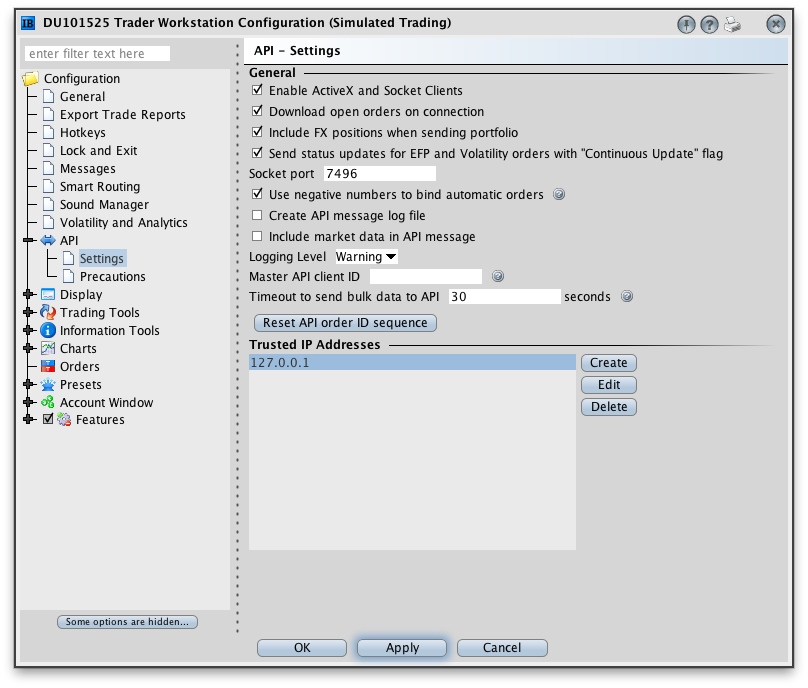 IB DU101525 Trader Workstation Configuration (Simulated Trading)
enter filter text here
Configuration
General
Export Trade Reports
Hotkeys
Lock and Exit
Messages
Smart Routing
Sound Manager
Volatility and Analytics
API
Settings
Precautions
Display
Trading Tools
Information Tools
Charts
Orders
Presets
Account Window
Features
Some options are hidden...
API - Settings
General
Enable ActiveX and Socket Clients
Download open orders on connection
Include FX positions when sending portfolio
Send status updates for EFP and Volatility orders with "Continuous Update" flag
Socket port 7496
Use negative numbers to bind automatic orders ?
Create API message log file
Include market data in API message
Logging Level Warning
Master API client ID ?
Timeout to send bulk data to API 30 seconds ?
Reset API order ID sequence
Trusted IP Addresses
127.0.0.1
Create
Edit
Delete
OK Apply Cancel